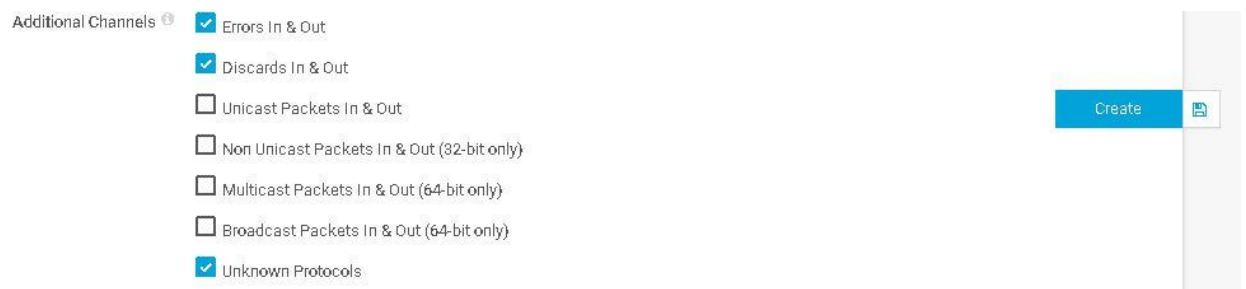 Additional Channels
Errors In & Out
Discards In & Out
Unicast Packets In & Out
Create
Non Unicast Packets In & Out (32-bit only)
Multicast Packets In & Out (64-bit only)
Broadcast Packets In & Out (64-bit only)
Unknown Protocols